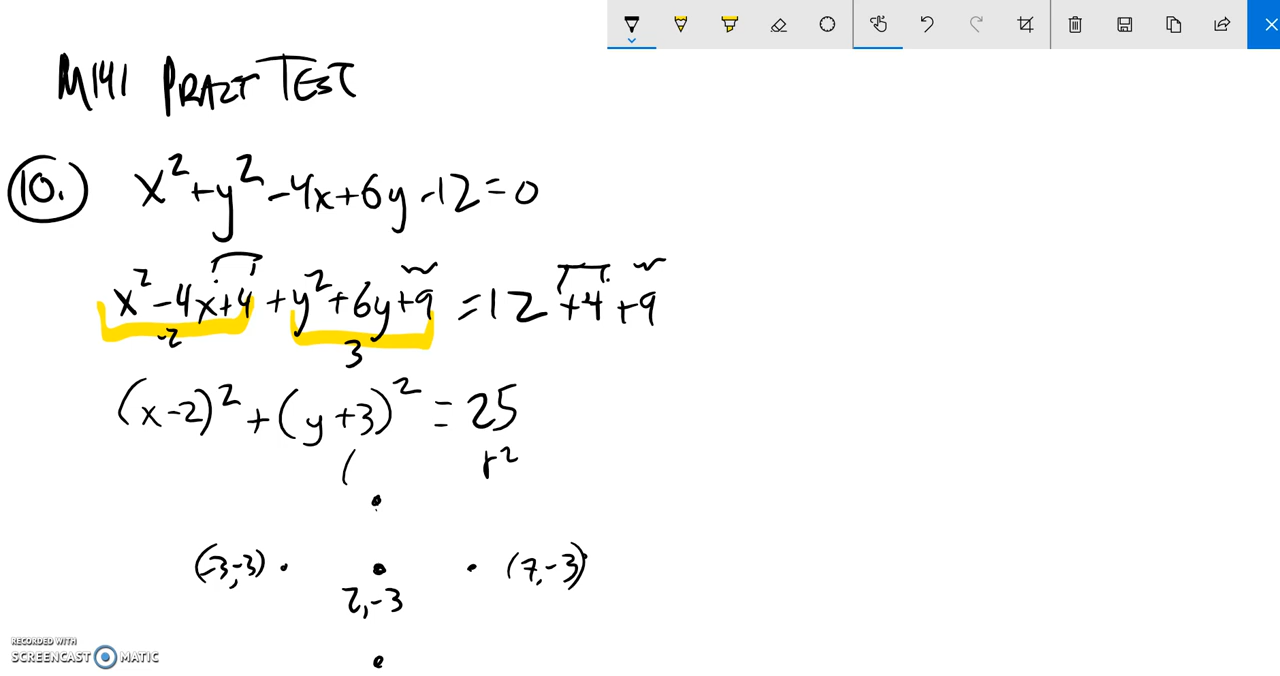 M141 PRAZT TEST
10. x²+y²-4x+6y-12=0
x²-4x+4+y²+6y+9=12+4+9
-2 3
(x-2)²+(y+3)²=25
( r²
(-3,-3) (7,-3)
2,-3
RECORDED WITH
SCREENCAST MATIC